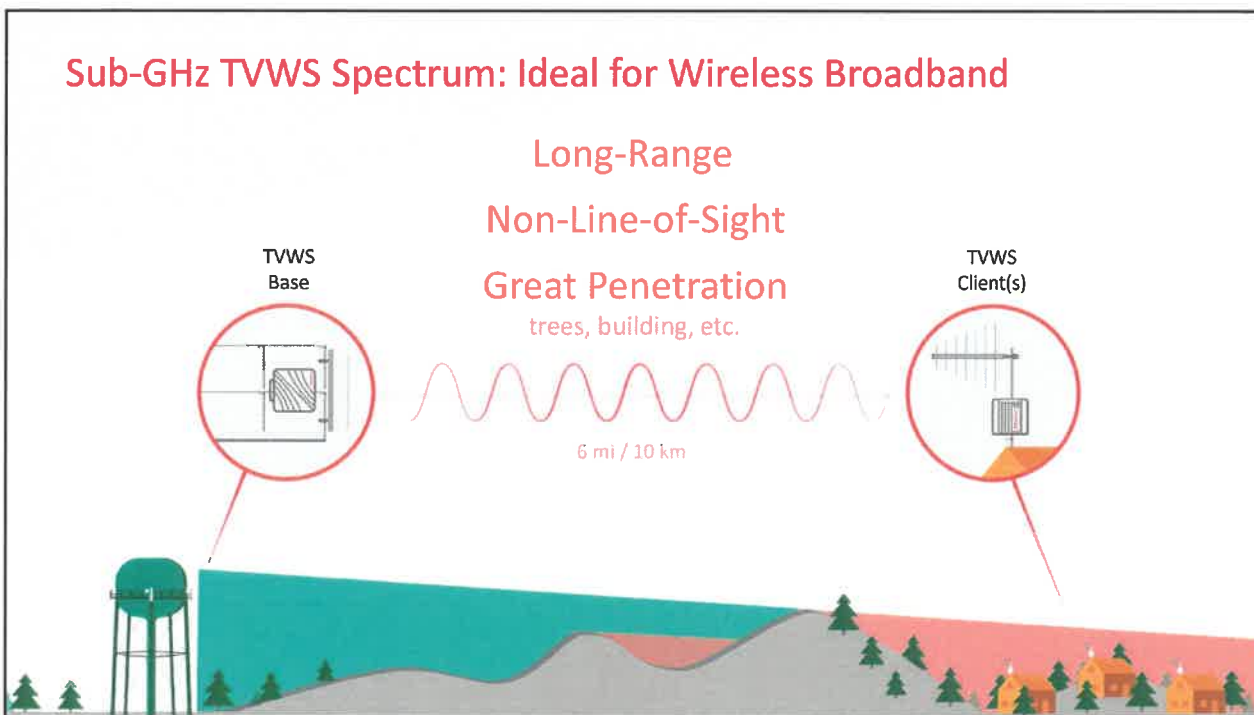 Sub-GHz TVWS Spectrum: Ideal for Wireless Broadband
Long-Range
Non-Line-of-Sight
Great Penetration
trees, building, etc.
TVWS
Base
TVWS
Client(s)
6 mi / 10 km